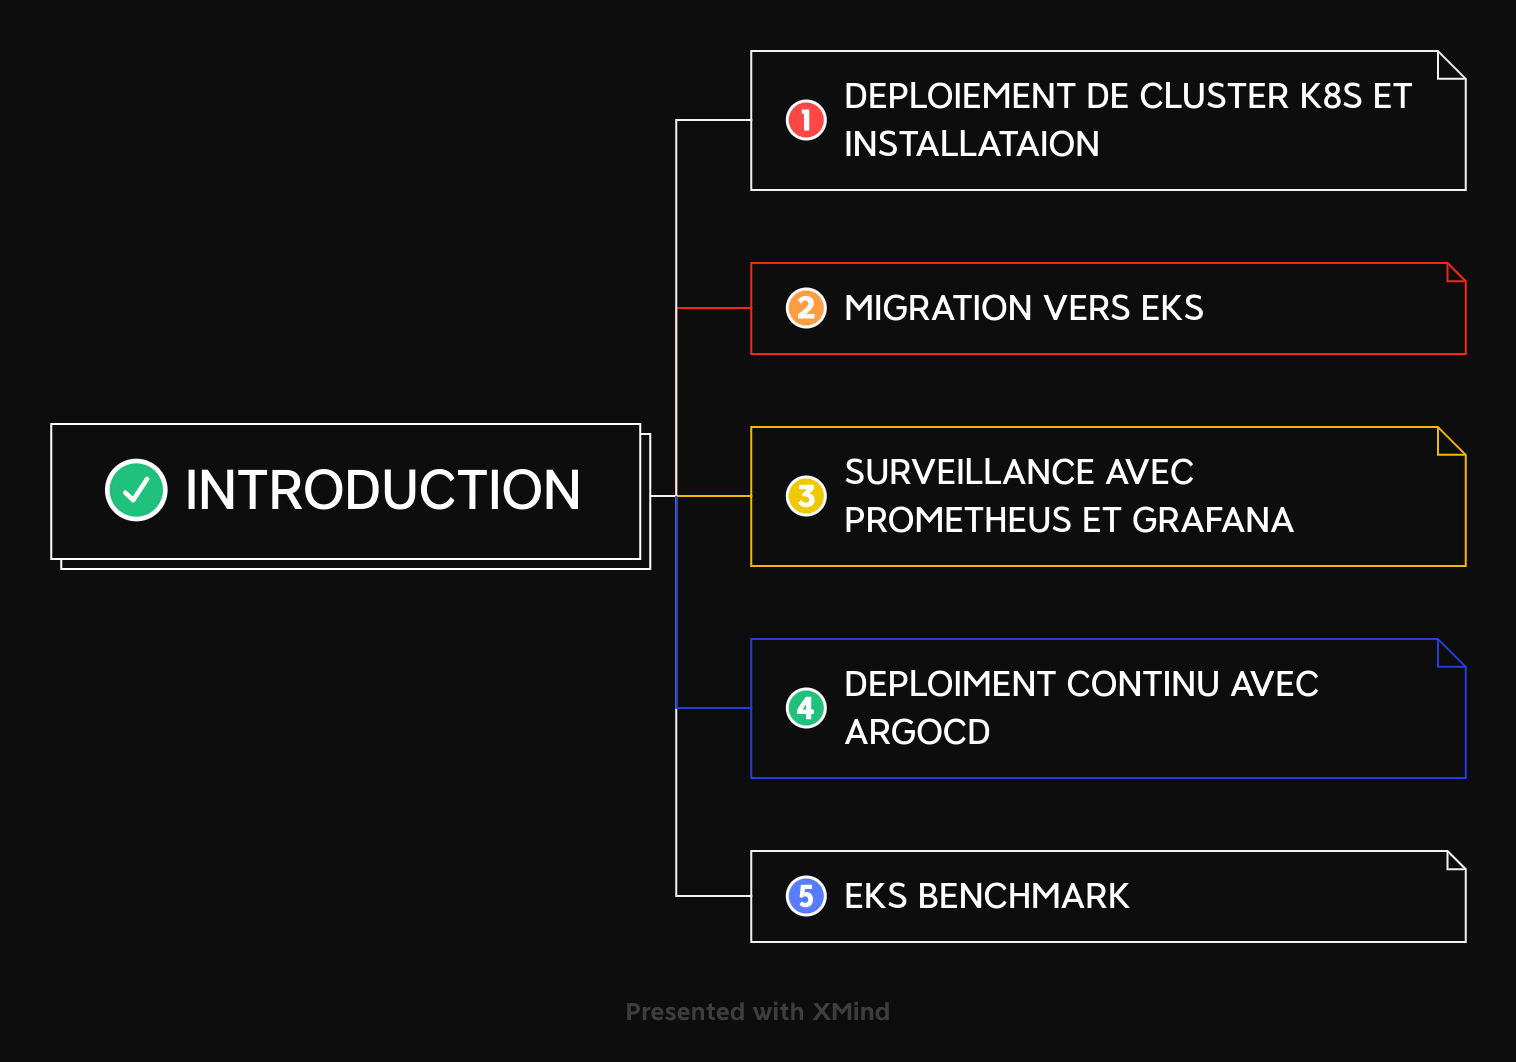 INTRODUCTION
1 DEPLOIEMENT DE CLUSTER K8S ET
INSTALLATAION
2 MIGRATION VERS EKS
3 SURVEILLANCE AVEC
PROMETHEUS ET GRAFANA
4 DEPLOIMENT CONTINU AVEC
ARGOCD
5 EKS BENCHMARK
Presented with XMind